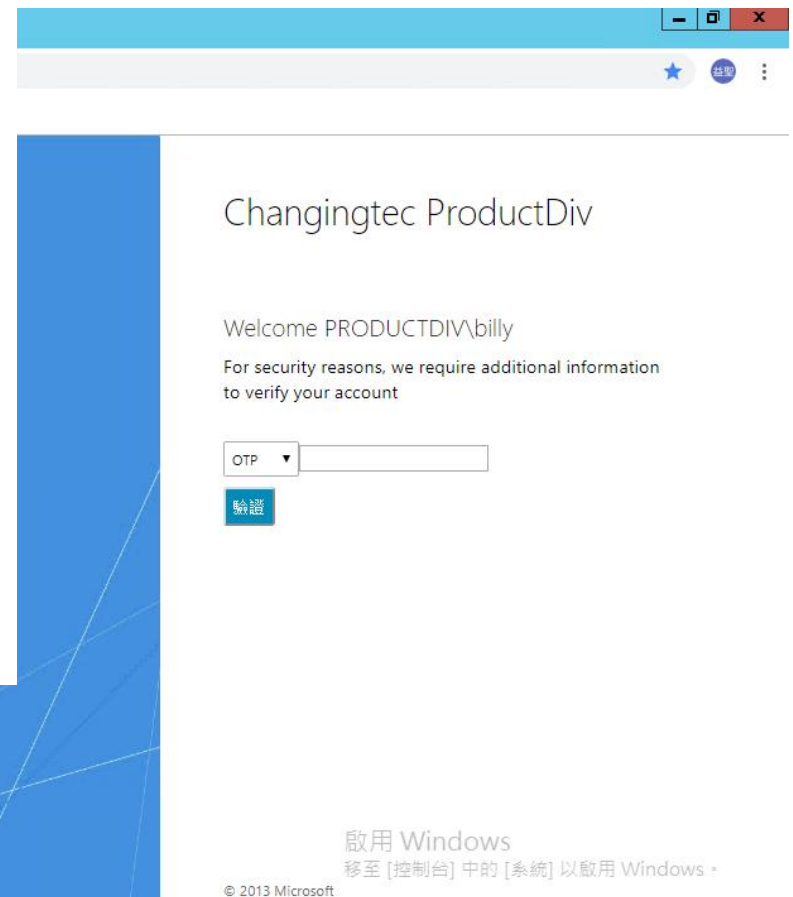 益聖
Changingtec ProductDiv
Welcome PRODUCTDIV\billy
For security reasons, we require additional information
to verify your account
OTP
驗證
啟用 Windows
移至 [控制台] 中的 [系統] 以啟用 Windows。
© 2013 Microsoft